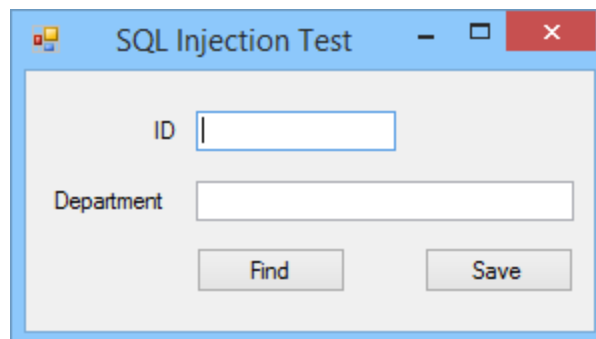 SQL Injection Test
ID
Department
Find
Save